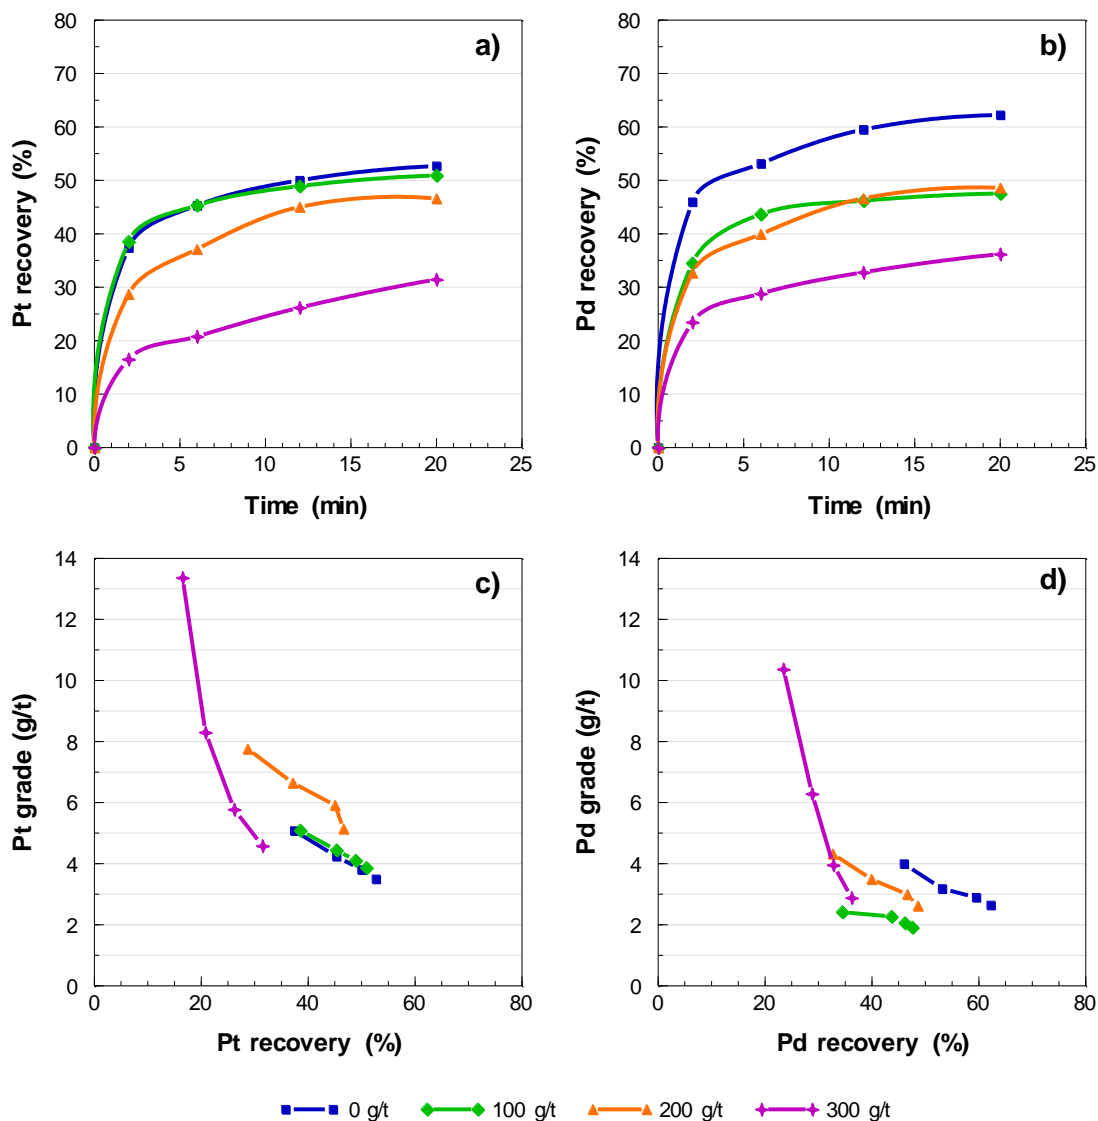 a)
80
70
60
50
40
30
20
10
0
Pt recovery (%)
0 5 10 15 20 25
Time (min)
b)
80
70
60
50
40
30
20
10
0
Pd recovery (%)
0 5 10 15 20 25
Time (min)
c)
14
12
10
8
6
4
2
0
Pt grade (g/t)
0 20 40 60 80
Pt recovery (%)
d)
14
12
10
8
6
4
2
0
Pd grade (g/t)
0 20 40 60 80
Pd recovery (%)
0 g/t 100 g/t 200 g/t 300 g/t